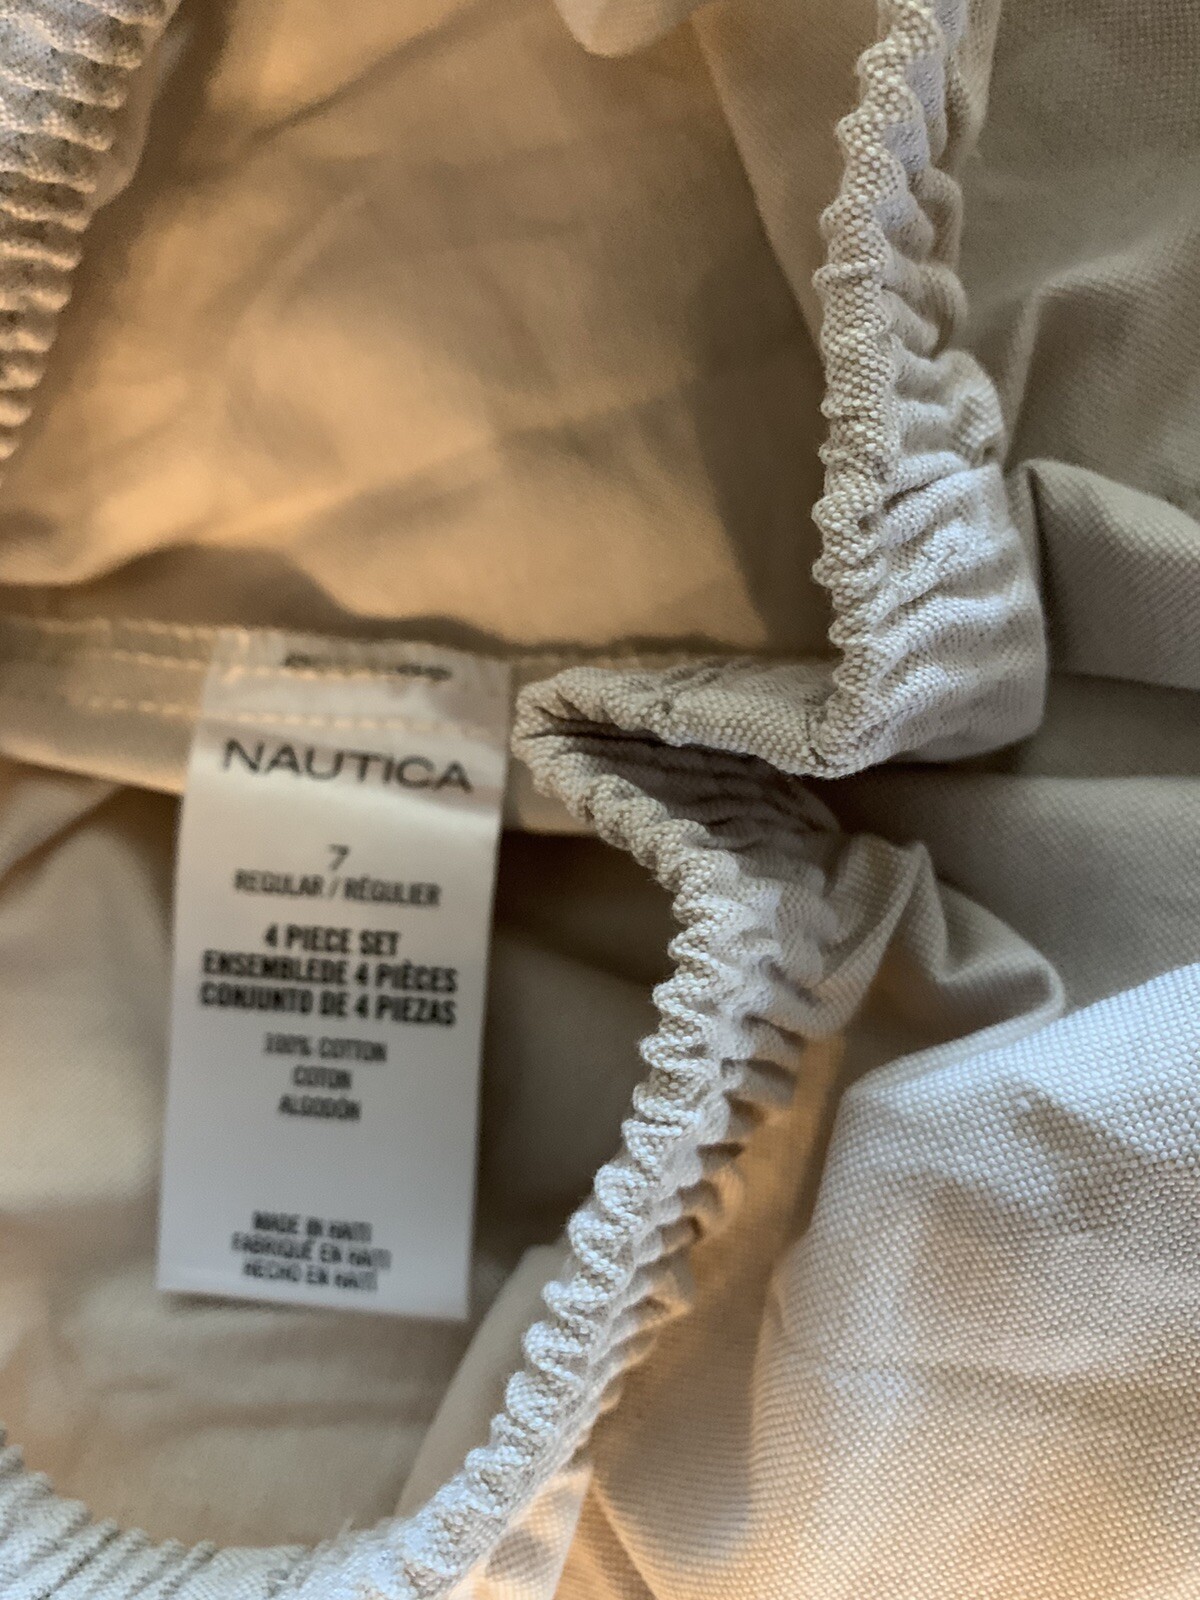 NAUTICA
7
REGULAR / RÉGULIER
4 PIECE SET
ENSEMBLEDE 4 PIÈCES
CONJUNTO DE 4 PIEZAS
100% COTTON
COTON
ALGODÓN
MADE IN HAITI
FABRIQUÉ EN HAITI
HECHO EN HAITI